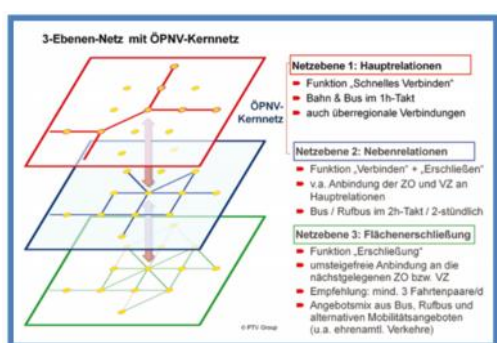 3-Ebenen-Netz mit ÖPNV-Kernnetz
ÖPNV-
Kernnetz
Netzebene 1: Hauptrelationen
Funktion „Schnelles Verbinden“
Bahn & Bus im 1h-Takt
auch überregionale Verbindungen
Netzebene 2: Nebenrelationen
Funktion „Verbinden“ + „Erschließen“
v.a. Anbindung der ZO und VZ an
Hauptrelationen
Bus / Rufbus im 2h-Takt / 2-stündlich
Netzebene 3: Flächenerschließung
Funktion „Erschließung“
umsteigefreie Anbindung an die
nächstgelegenen ZO bzw. VZ
Empfehlung: mind. 3 Fahrtenpaare/d
Angebotsmix aus Bus, Rufbus und
alternativen Mobilitätsangeboten
(u.a. ehrenamtl. Verkehre)
© PTV Group